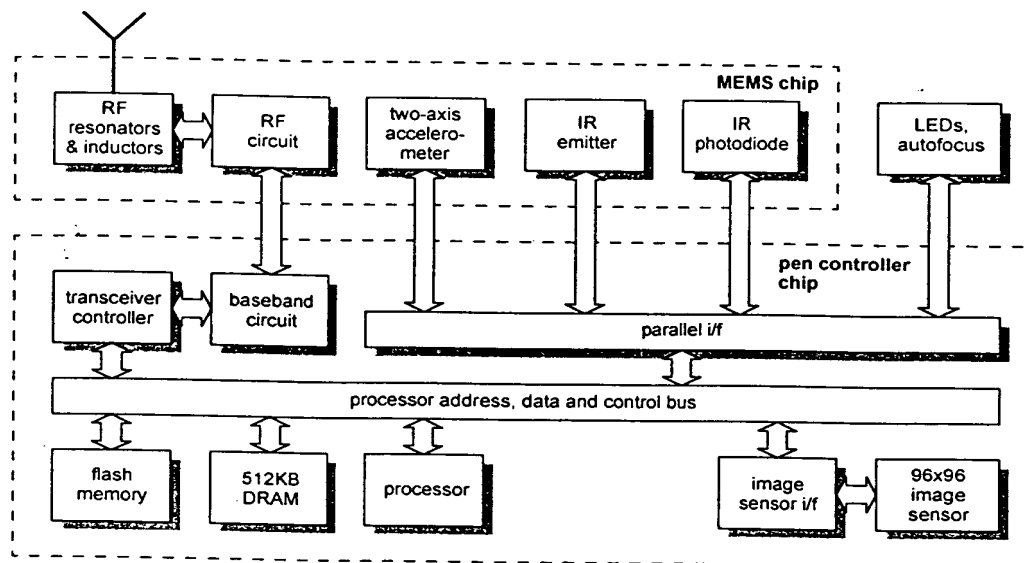 MEMS chip
RF
resonators
& inductors
RF
circuit
two-axis
accelero-
meter
IR
emitter
IR
photodiode
LEDs,
autofocus
pen controller
chip
transceiver
controller
baseband
circuit
parallel i/f
processor address, data and control bus
flash
memory
512KB
DRAM
processor
image
sensor i/f
96x96
image
sensor